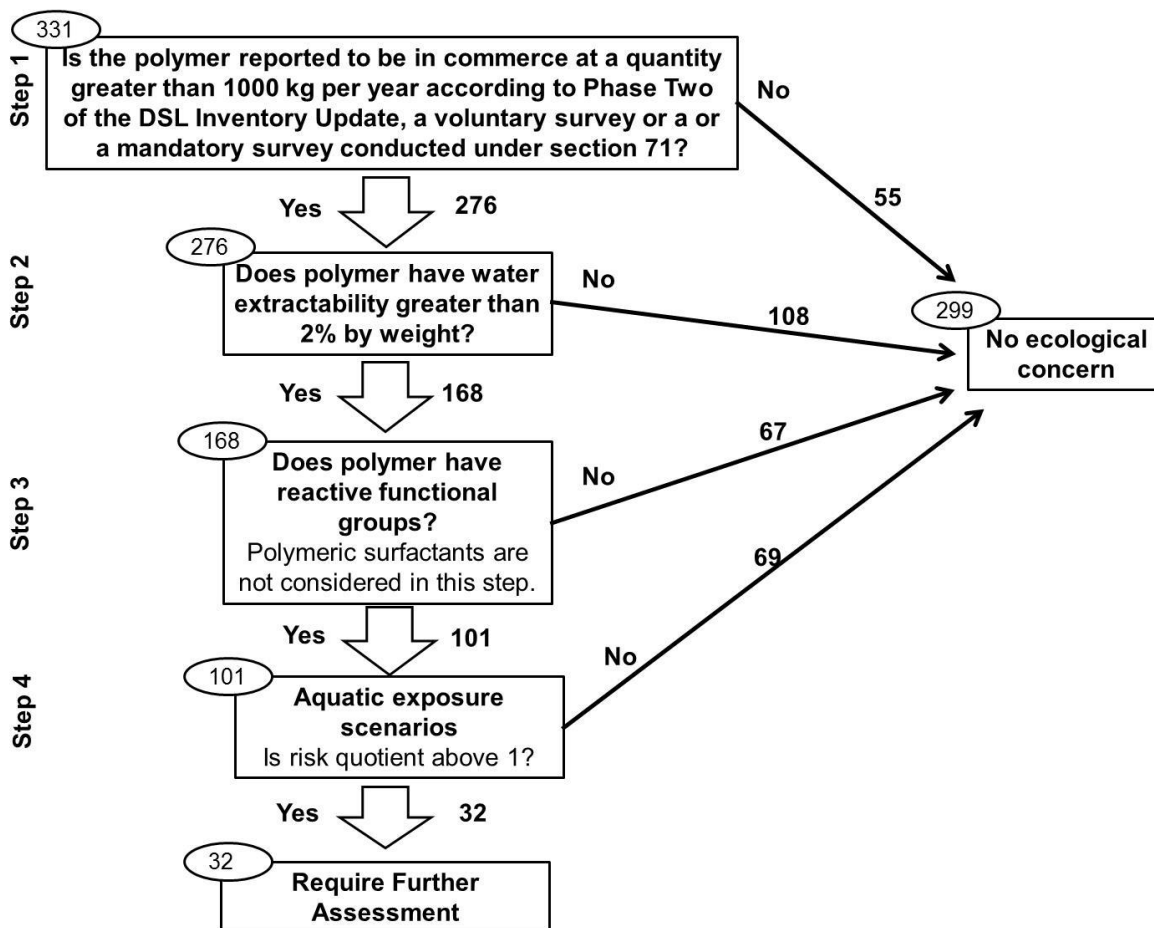 331
Step 1
Is the polymer reported to be in commerce at a quantity
greater than 1000 kg per year according to Phase Two
of the DSL Inventory Update, a voluntary survey or a or
a mandatory survey conducted under section 71?
No
55
Yes
276
276
Step 2
Does polymer have water
extractability greater than
2% by weight?
No
108
299
No ecological
concern
Yes
168
168
Step 3
Does polymer have
reactive functional
groups?
Polymeric surfactants are
not considered in this step.
No
67
Yes
101
101
Step 4
Aquatic exposure
scenarios
Is risk quotient above 1?
No
69
Yes
32
32
Require Further
Assessment